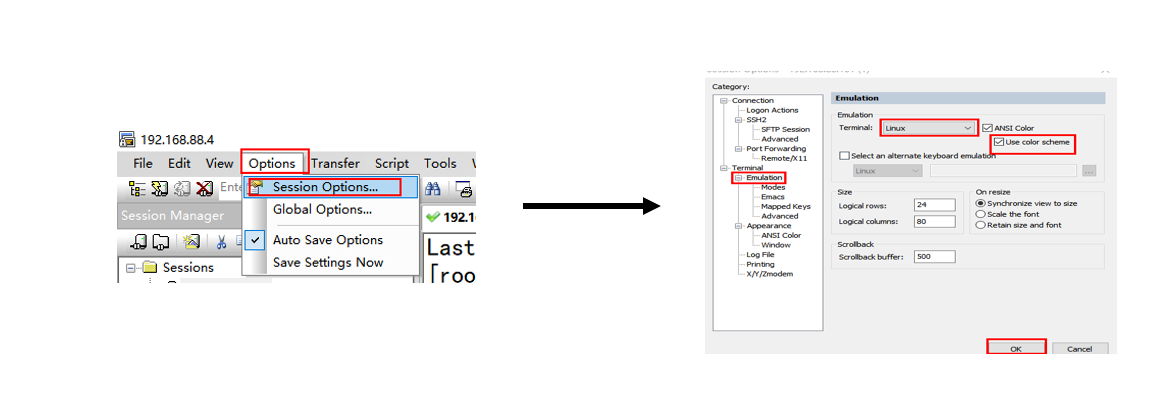 192.168.88.4
File Edit View Options Transfer Script Tools
Session Options...
Global Options...
Auto Save Options
Save Settings Now
Session Manager
Sessions
192.1
Last
[roo
Category:
Connection
Logon Actions
SSH2
SFTP Session
Advanced
Port Forwarding
Remote/X11
Terminal
Emulation
Modes
Emacs
Mapped Keys
Advanced
Appearance
ANSI Color
Window
Log File
Printing
X/Y/Zmodem
Emulation
Emulation
Terminal: Linux ANSI Color
Use color scheme
Select an alternate keyboard emulation
Linux ...
Size
Logical rows: 24
Logical columns: 80
On resize
Synchronize view to size
Scale the font
Retain size and font
Scrollback
Scrollback buffer: 500
OK Cancel